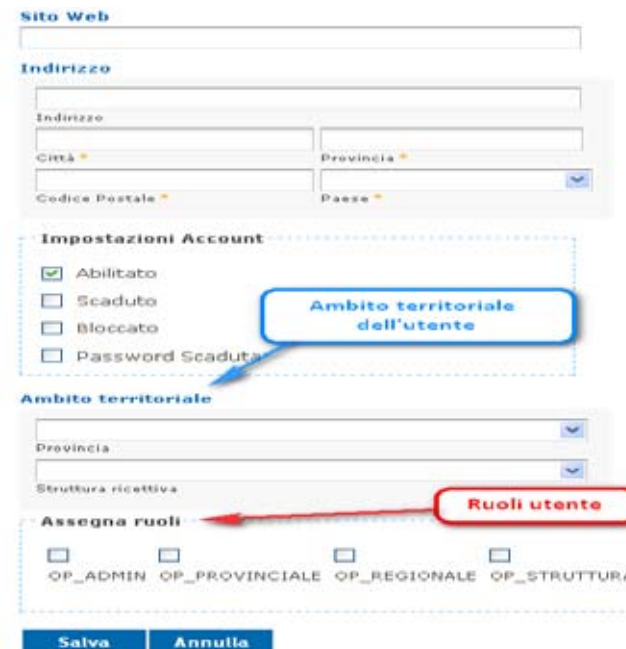 Sito Web
Indirizzo
Indirizzo
Città * Provincia *
Codice Postale * Paese *
Impostazioni Account
Abilitato
Scaduto
Bloccato
Password Scaduta
Ambito territoriale
dell'utente
Ambito territoriale
Provincia
Struttura ricettiva
Ruoli utente
Assegna ruoli
OP_ADMIN OP_PROVINCIALE OP_REGIONALE OP_STRUTTURA
Salva Annulla